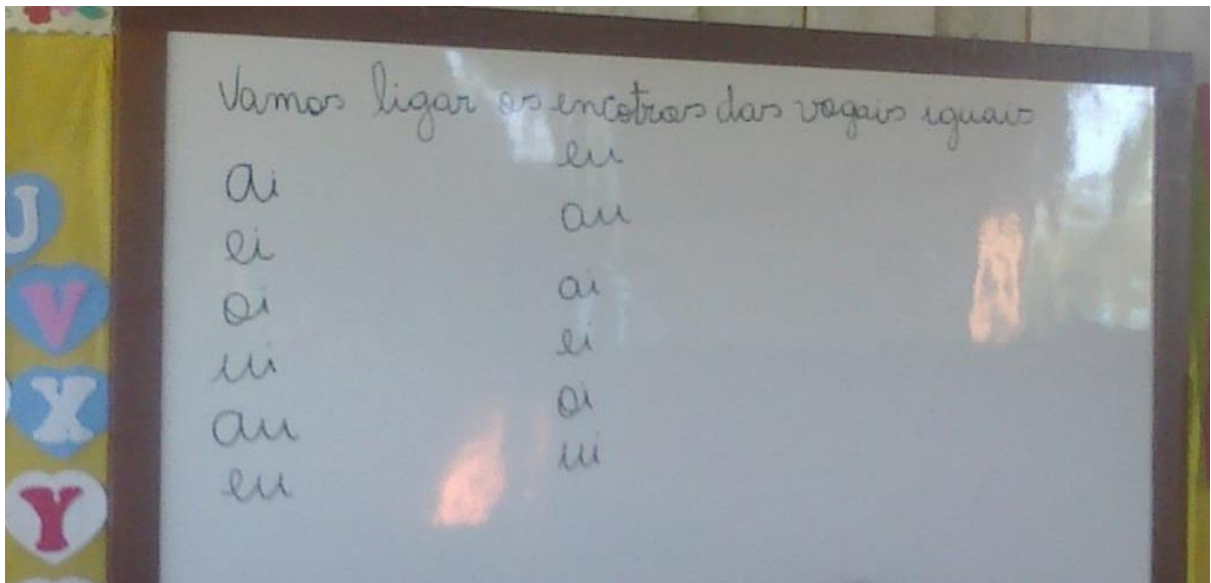 Vamos ligar os encotros das vogais iguais
ai
ei
oi
ui
au
eu
eu
au
ai
ei
oi
ui
U
V
X
Y